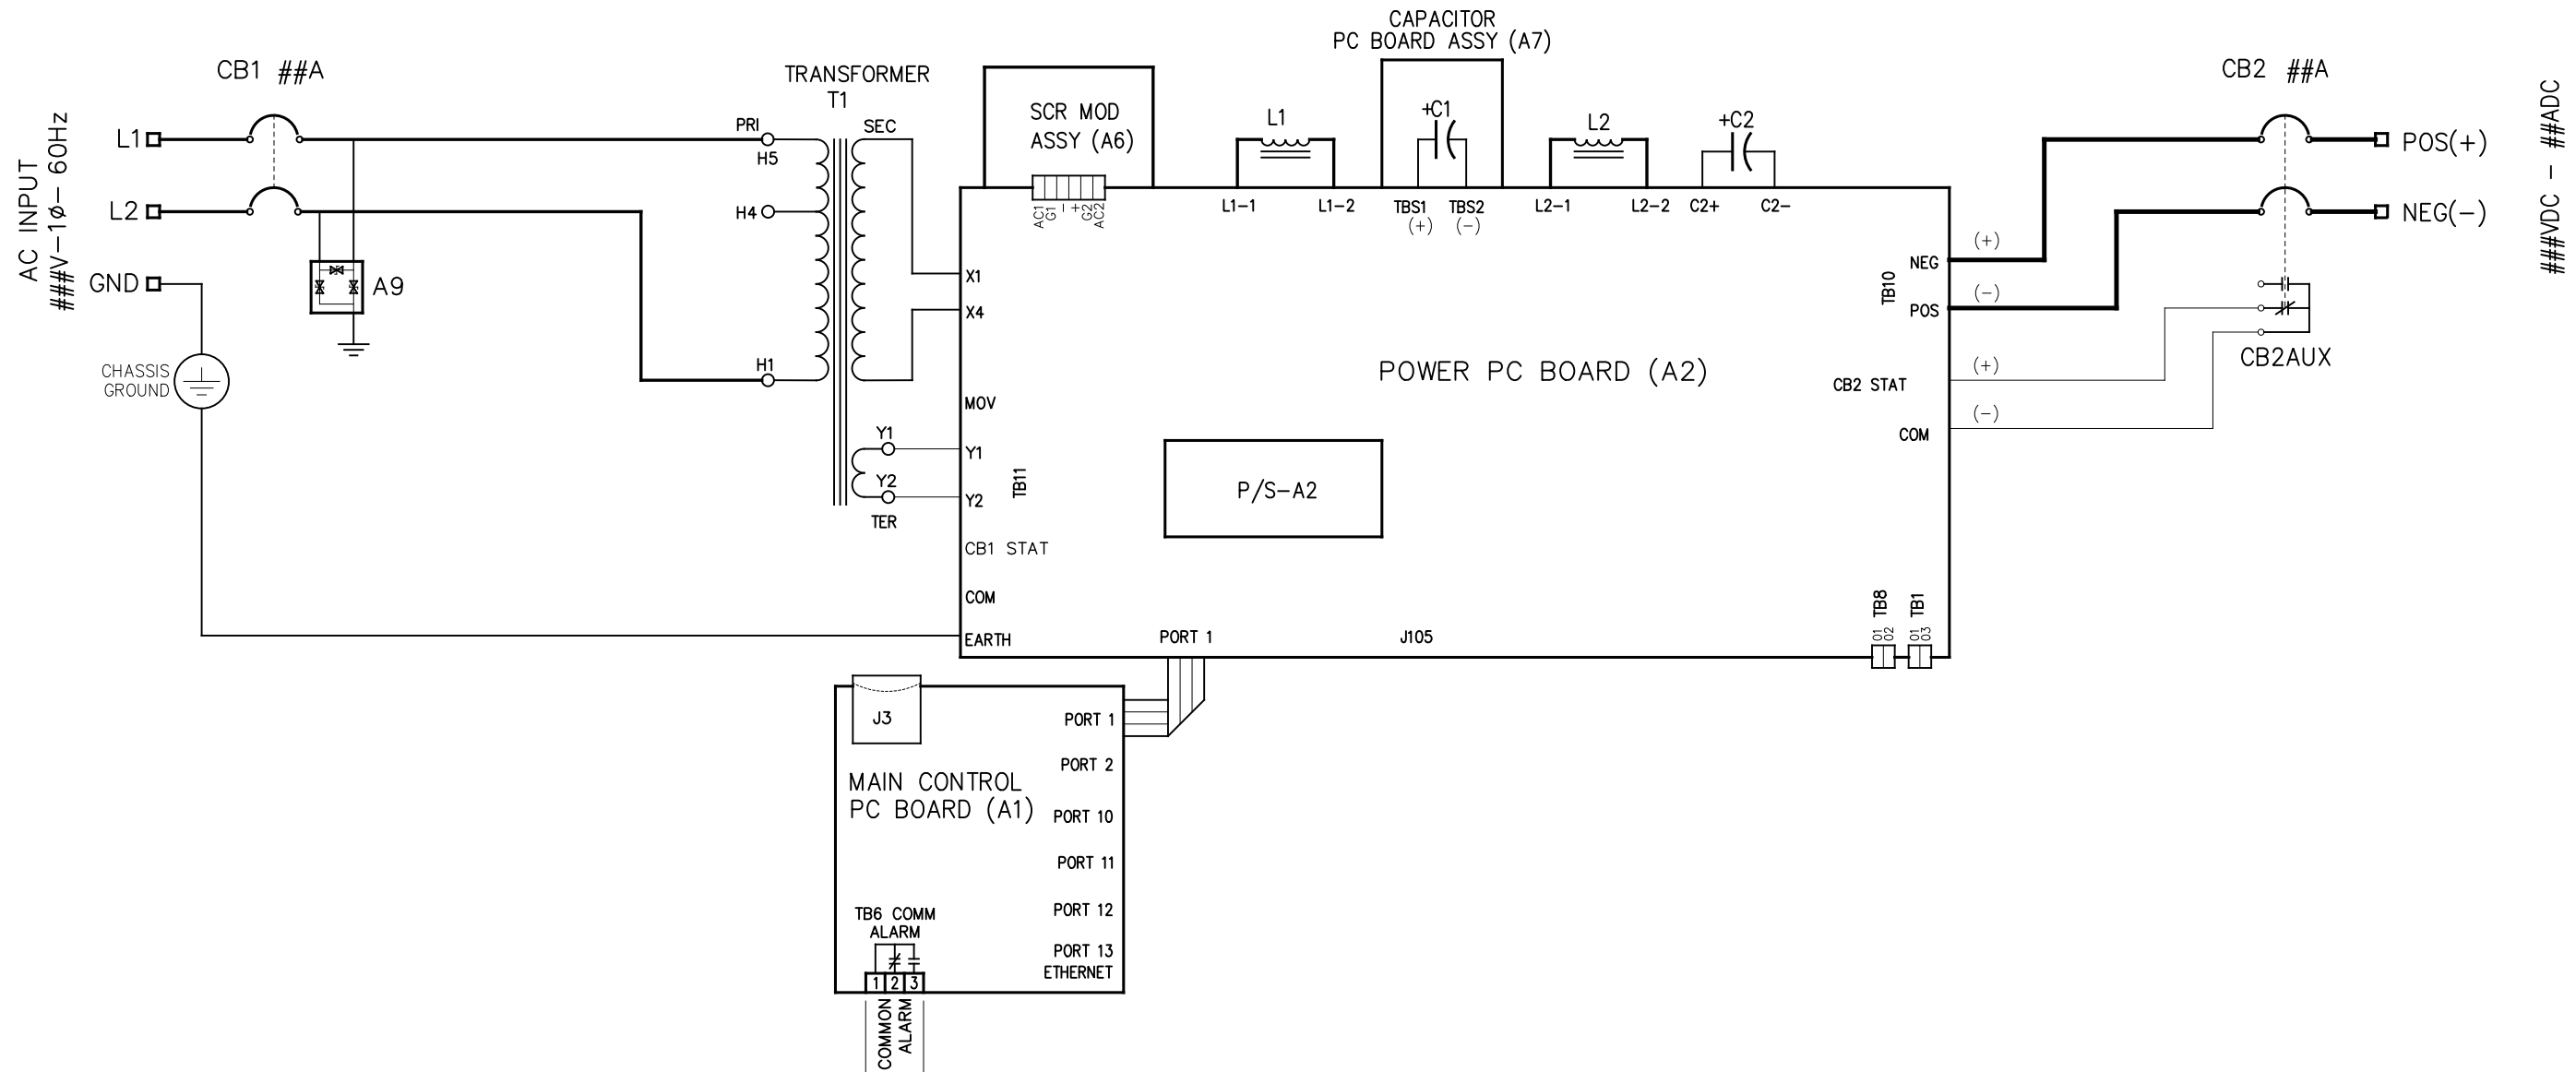 CAPACITOR
PC BOARD ASSY (A7)
CB1 ##A
TRANSFORMER
T1
CB2 ##A
AC INPUT
###V-1ø- 60Hz
L1
L2
GND
CHASSIS
GROUND
A9
PRI
H5
H4
H1
SEC
Y1
Y2
TER
SCR MOD
ASSY (A6)
AC1
G1
-
+
G2
AC2
L1
L1-1
L1-2
+C1
TBS1
(+)
TBS2
(-)
L2
L2-1
L2-2
+C2
C2+
C2-
X1
X4
MOV
Y1
Y2
TB11
CB1 STAT
COM
EARTH
POWER PC BOARD (A2)
P/S-A2
PORT 1
J105
TB10
NEG
POS
CB2 STAT
COM
TB8
01
02
TB1
01
03
(+)
(-)
(+)
(-)
CB2AUX
POS(+)
NEG(-)
###VDC - ##ADC
J3
MAIN CONTROL
PC BOARD (A1)
PORT 1
PORT 2
PORT 10
PORT 11
PORT 12
PORT 13
ETHERNET
TB6 COMM
ALARM
1 2 3
COMMON
ALARM